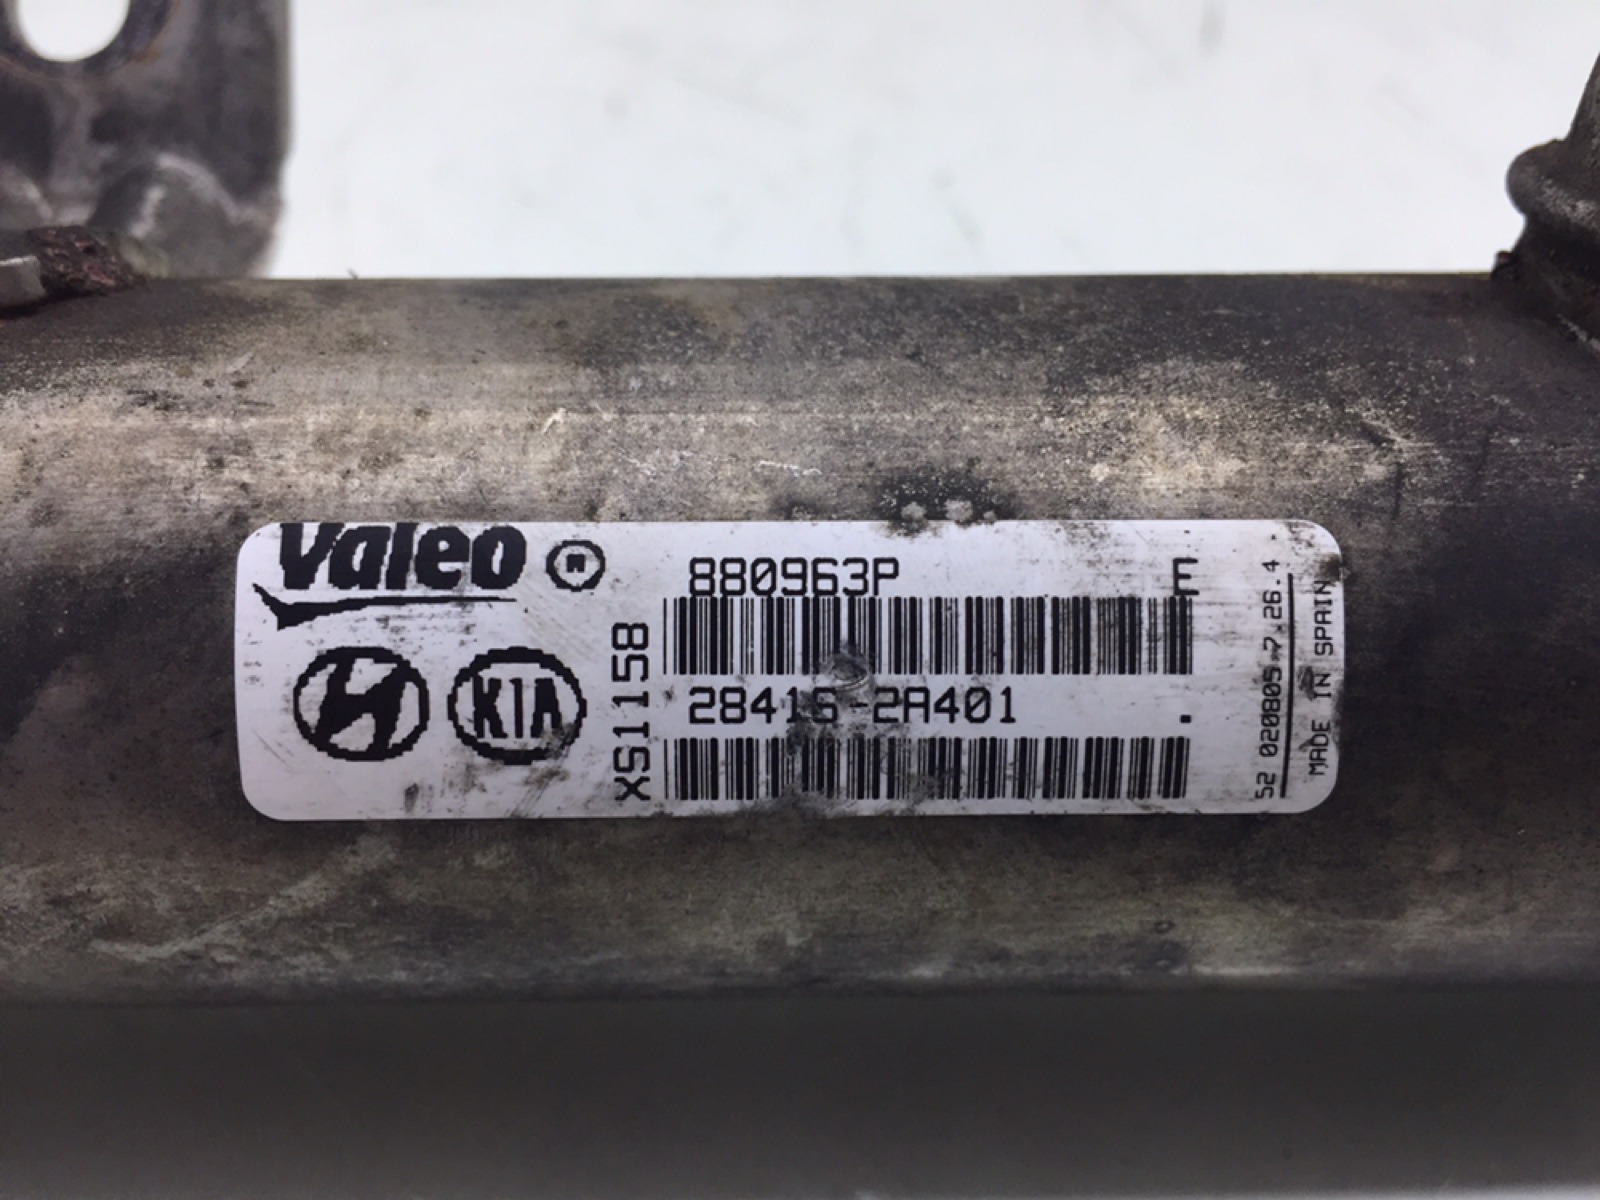 Valeo ®
880963P E
KIA
XS1158
28416-2A401 .
52 020805.7.26.4.
MADE IN SPAIN